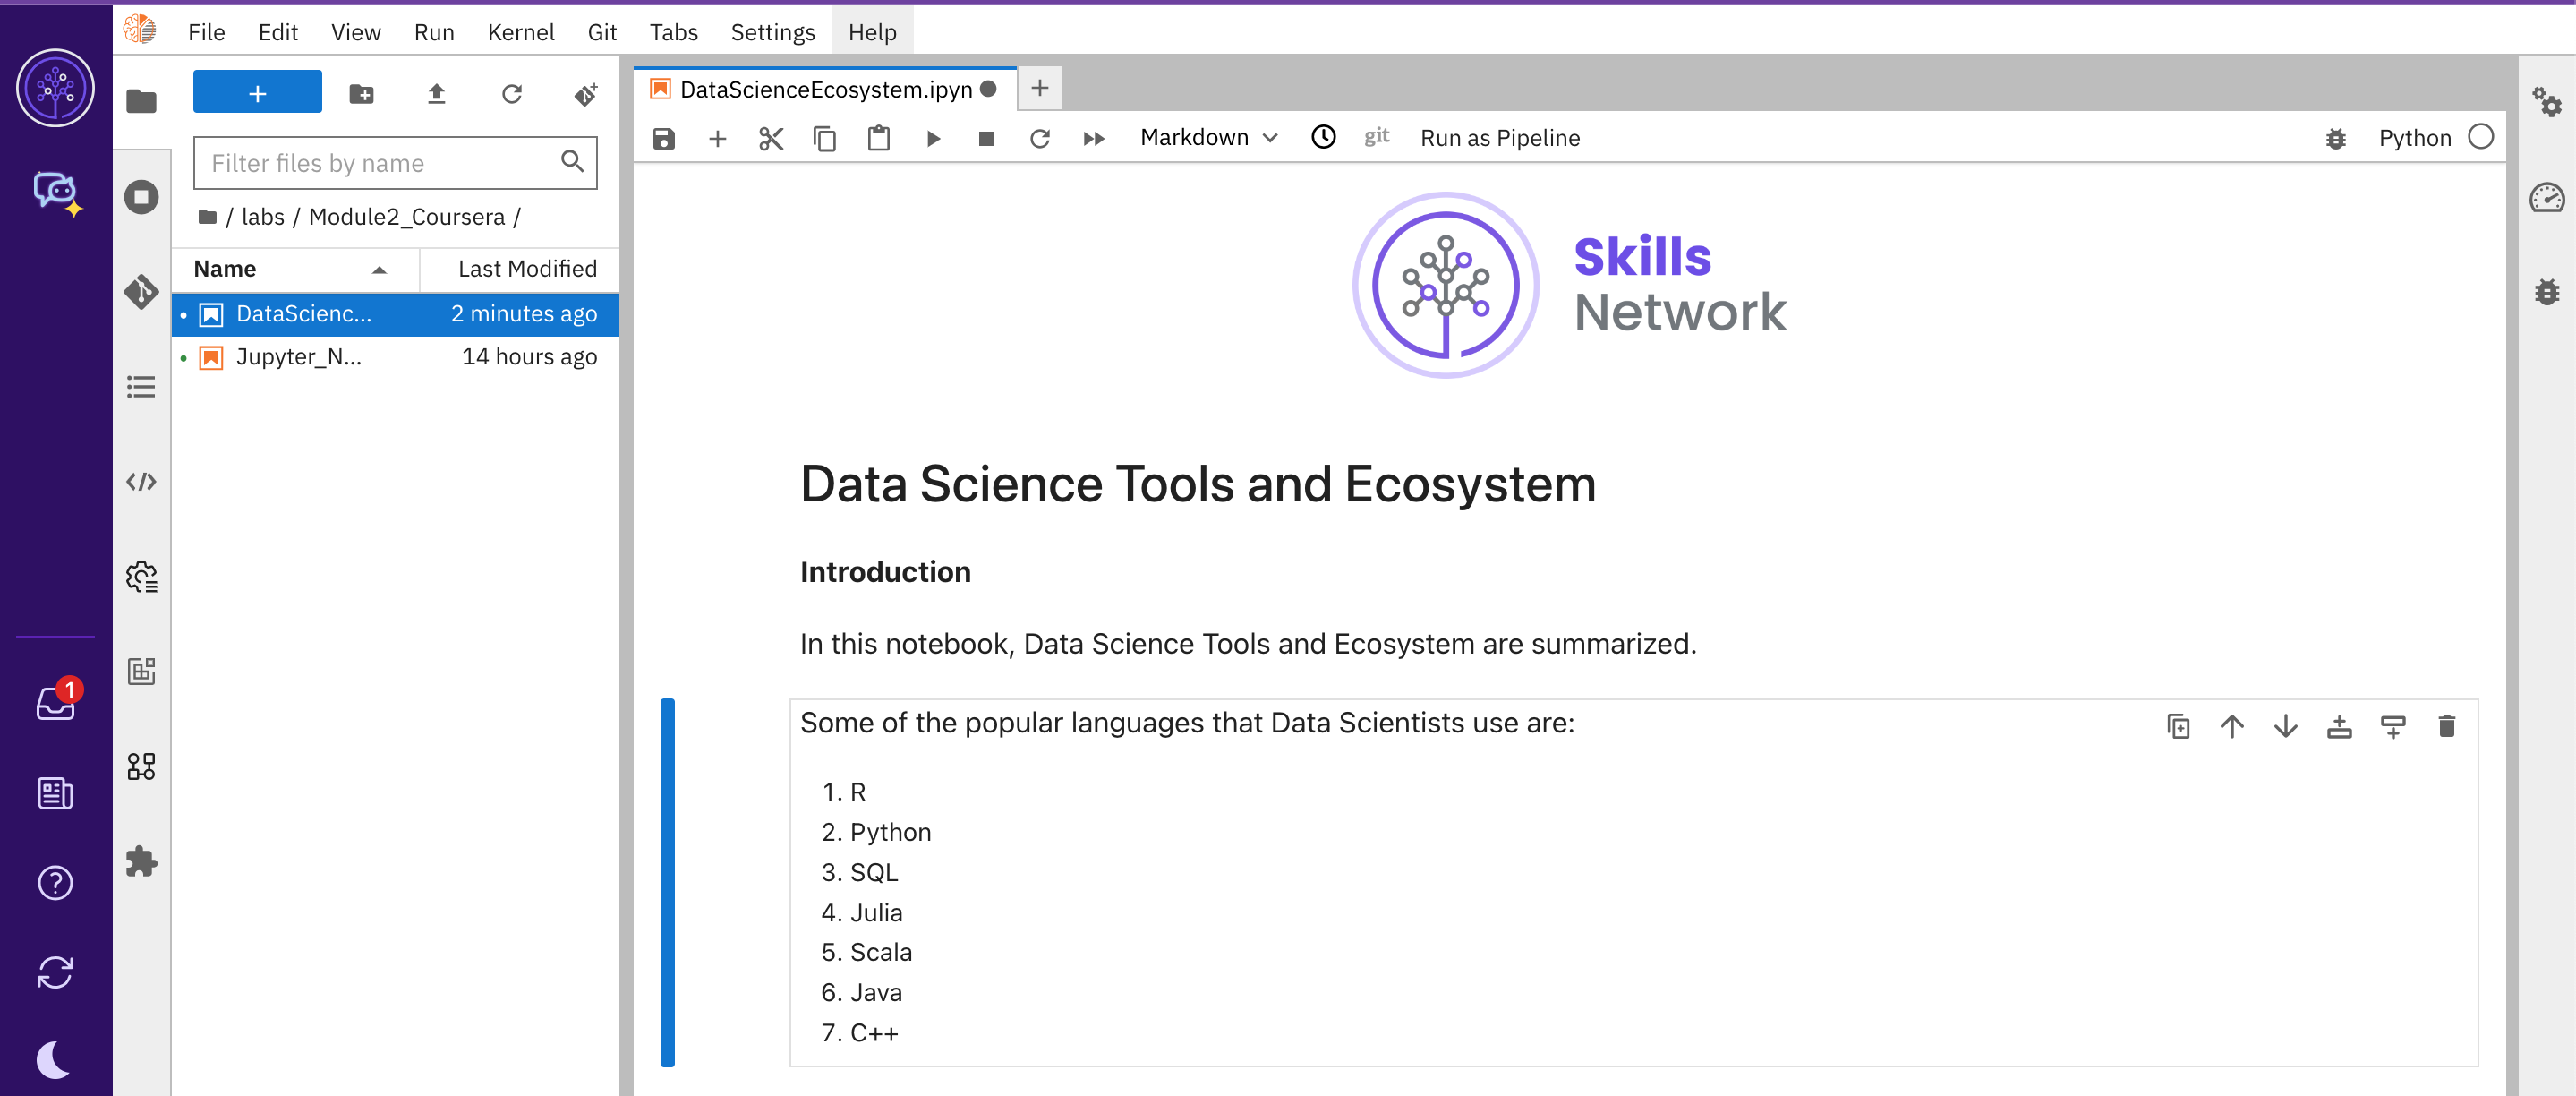 File Edit View Run Kernel Git Tabs Settings Help
+
Filter files by name
/ labs / Module2_Coursera /
Name Last Modified
DataScienc... 2 minutes ago
Jupyter_N... 14 hours ago
1
DataScienceEcosystem.ipyn
Markdown git Run as Pipeline Python
Skills
Network
Data Science Tools and Ecosystem
Introduction
In this notebook, Data Science Tools and Ecosystem are summarized.
Some of the popular languages that Data Scientists use are:
1. R
2. Python
3. SQL
4. Julia
5. Scala
6. Java
7. C++